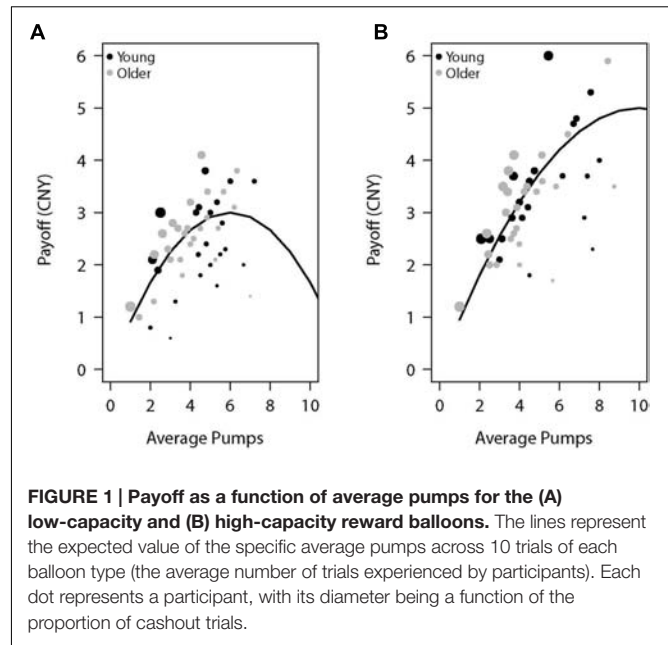 A
B
Young
Older
Young
Older
6
5
4
3
2
1
0
Payoff (CNY)
0 2 4 6 8 10
Average Pumps
6
5
4
3
2
1
0
Payoff (CNY)
0 2 4 6 8 10
Average Pumps
FIGURE 1 | Payoff as a function of average pumps for the (A)
low-capacity and (B) high-capacity reward balloons. The lines represent
the expected value of the specific average pumps across 10 trials of each
balloon type (the average number of trials experienced by participants). Each
dot represents a participant, with its diameter being a function of the
proportion of cashout trials.